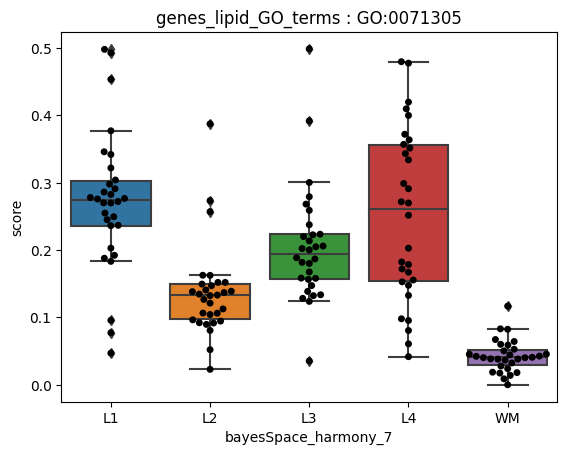 genes_lipid_GO_terms : GO:0071305
0.5
0.4
0.3
0.2
0.1
0.0
score
L1 L2 L3 L4 WM
bayesSpace_harmony_7